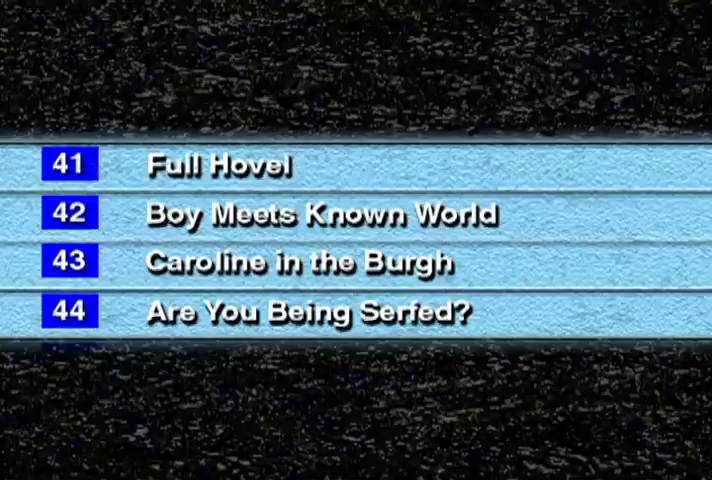 41 Full Hovel
42 Boy Meets Known World
43 Caroline in the Burgh
44 Are You Being Serfed?